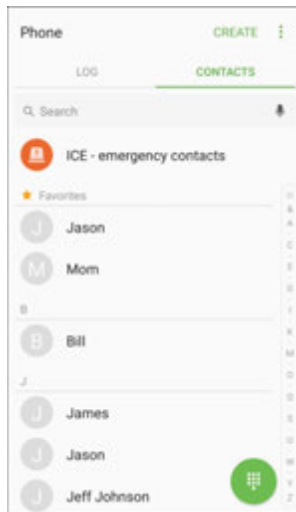 Phone CREATE
LOG CONTACTS
Search
ICE - emergency contacts
Favorites
J Jason
M Mom
B
B Bill
J
J James
J Jason
J Jeff Johnson
&
A
C
E
G
I
K
M
O
Q
S
U
W
Y
Z